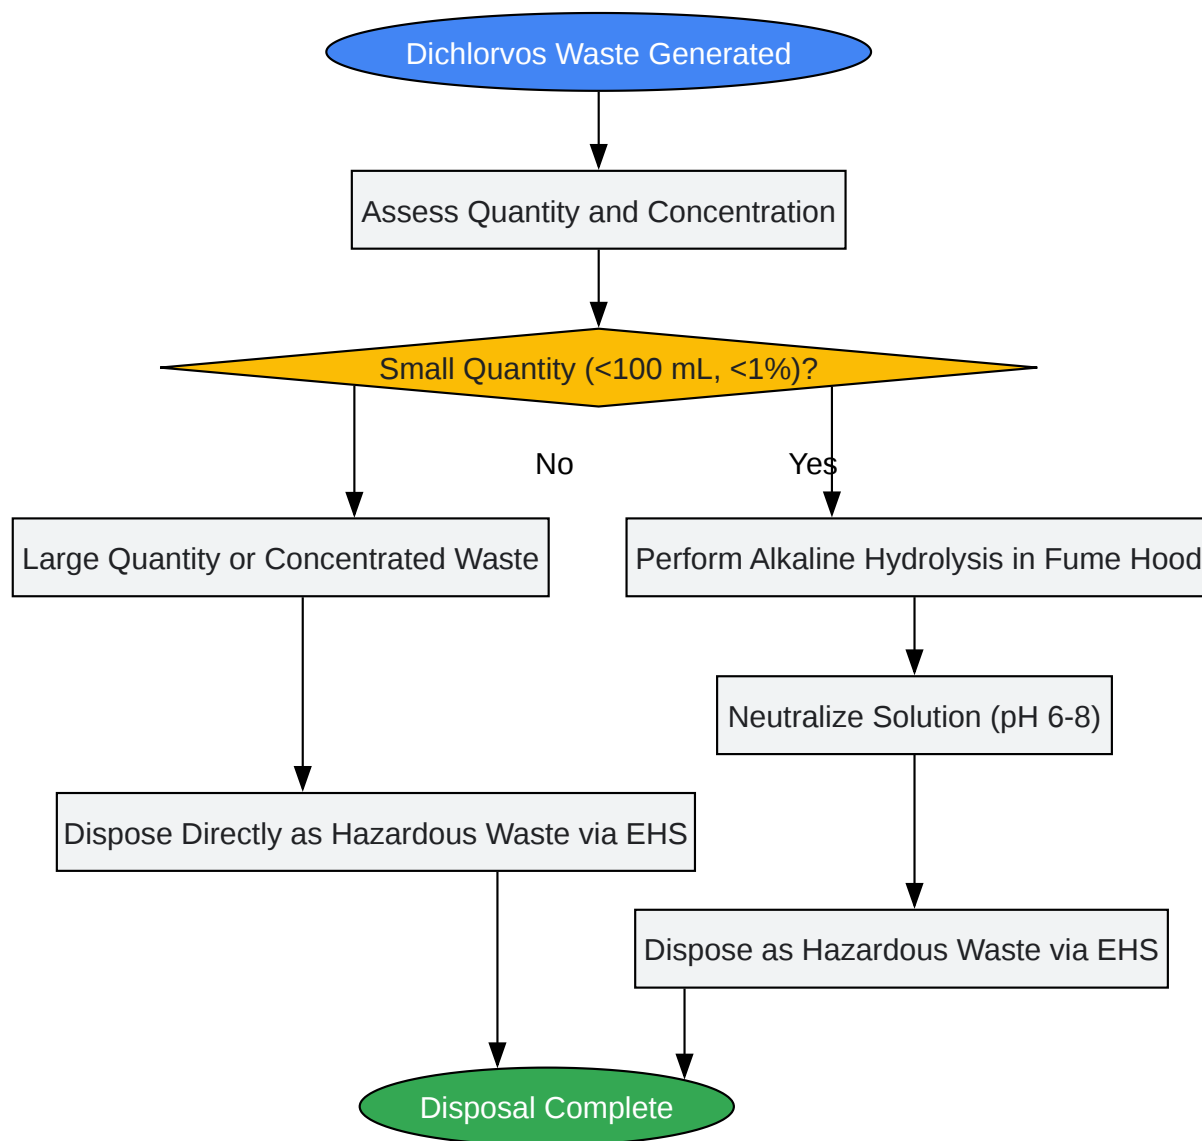 Dichlorvos Waste Generated
Assess Quantity and Concentration
Small Quantity (<100 mL, <1%)?
No
Yes
Large Quantity or Concentrated Waste
Perform Alkaline Hydrolysis in Fume Hood
Neutralize Solution (pH 6-8)
Dispose Directly as Hazardous Waste via EHS
Dispose as Hazardous Waste via EHS
Disposal Complete